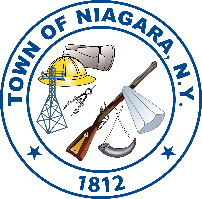 TOWN OF NIAGARA, N.Y.
1812